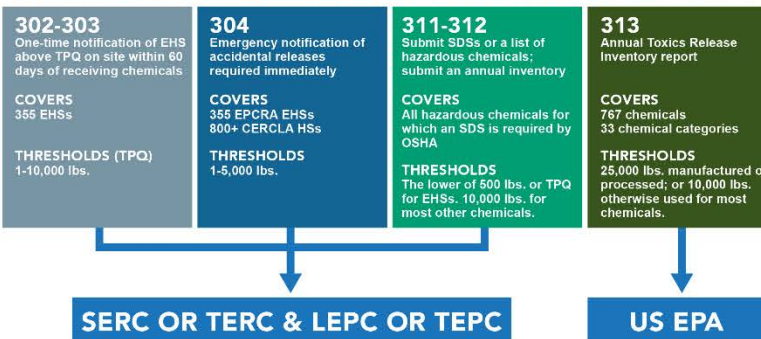 302-303
One-time notification of EHS
above TPQ on site within 60
days of receiving chemicals
COVERS
355 EHSs
THRESHOLDS (TPQ)
1-10,000 lbs.
304
Emergency notification of
accidental releases
required immediately
COVERS
355 EPCRA EHSs
800+ CERCLA HSs
THRESHOLDS
1-5,000 lbs.
311-312
Submit SDSs or a list of
hazardous chemicals;
submit an annual inventory
COVERS
All hazardous chemicals for
which an SDS is required by
OSHA
THRESHOLDS
The lower of 500 lbs. or TPQ
for EHSs. 10,000 lbs. for
most other chemicals.
313
Annual Toxics Release
Inventory report
COVERS
767 chemicals
33 chemical categories
THRESHOLDS
25,000 lbs. manufactured o
processed; or 10,000 lbs.
otherwise used for most
chemicals.
SERC OR TERC & LEPC OR TEPC
US EPA